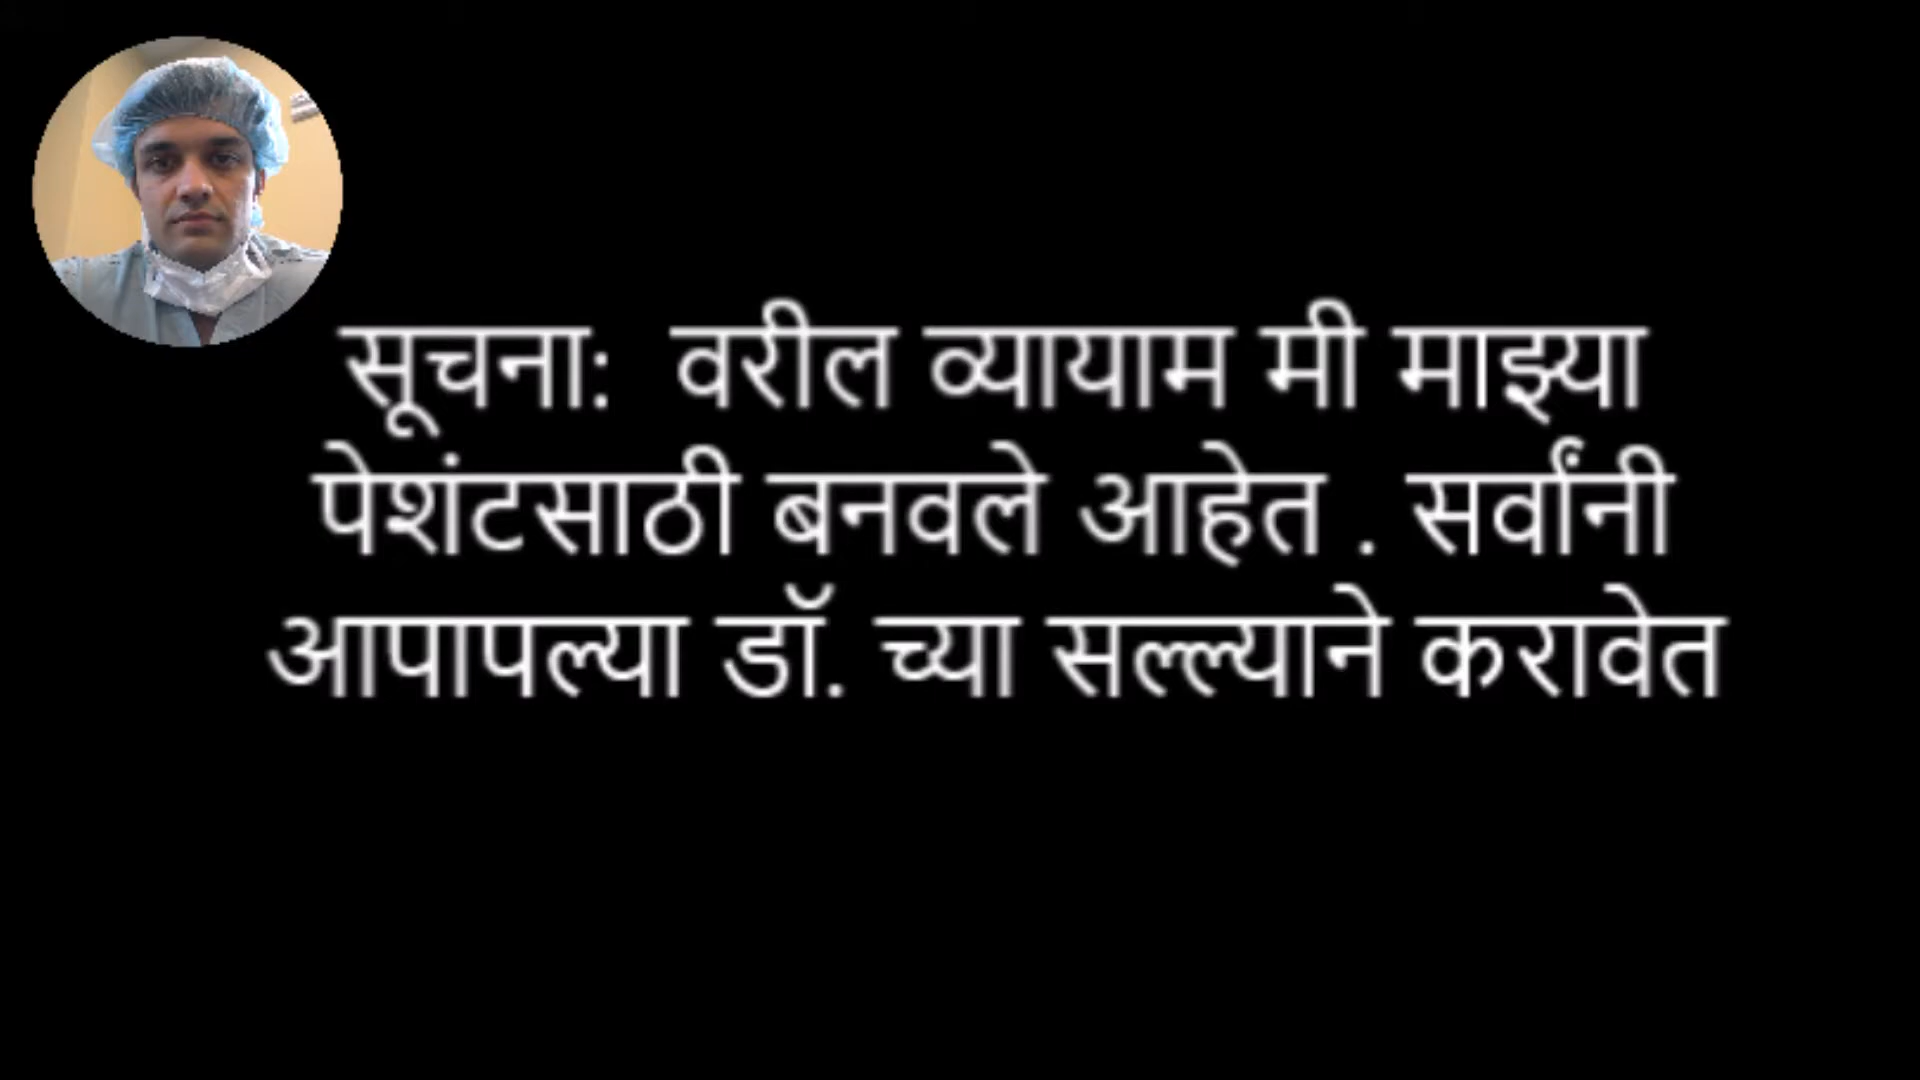 सूचना:  वरील व्यायाम मी माझ्या
पेशंटसाठी बनवले आहेत . सर्वांनी
आपापल्या डॉ. च्या सल्ल्याने करावेत